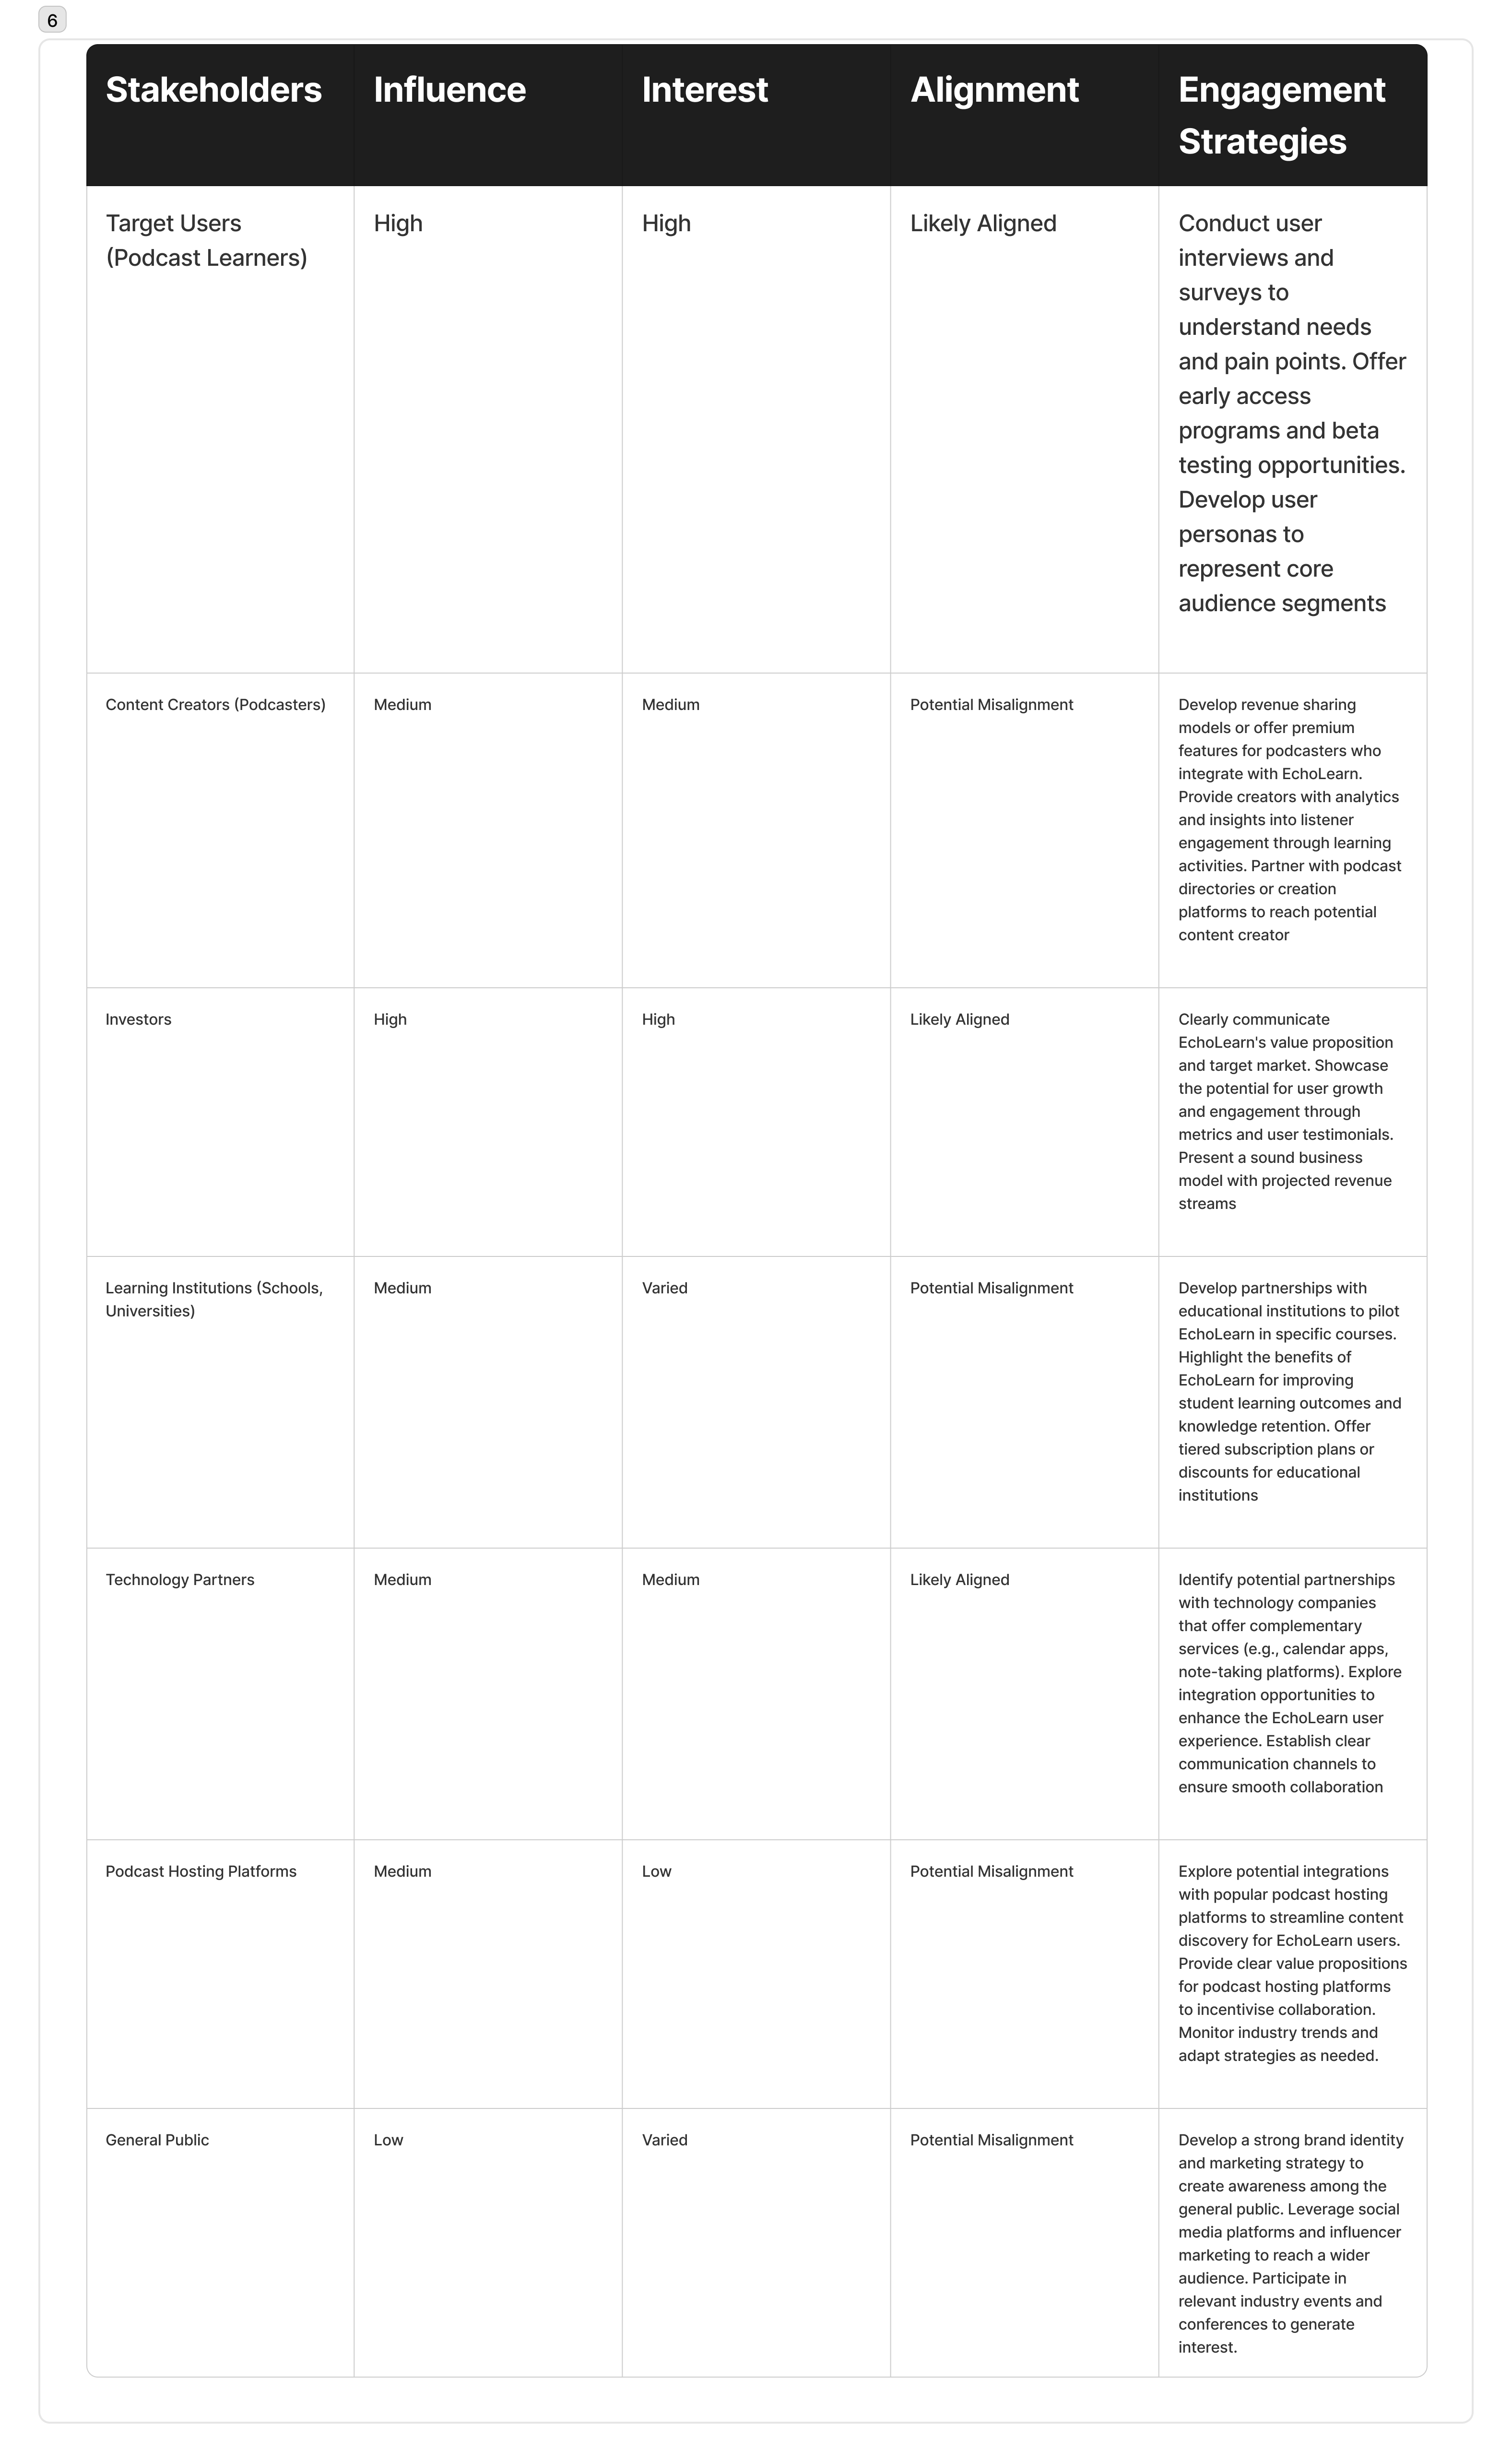 6
Stakeholders
Influence
Interest
Alignment
Engagement
Strategies
Target Users
(Podcast Learners)
High
High
Likely Aligned
Conduct user
interviews and
surveys to
understand needs
and pain points. Offer
early access
programs and beta
testing opportunities.
Develop user
personas to
represent core
audience segments
Content Creators (Podcasters)
Medium
Medium
Potential Misalignment
Develop revenue sharing
models or offer premium
features for podcasters who
integrate with EchoLearn.
Provide creators with analytics
and insights into listener
engagement through learning
activities. Partner with podcast
directories or creation
platforms to reach potential
content creator
Investors
High
High
Likely Aligned
Clearly communicate
EchoLearn's value proposition
and target market. Showcase
the potential for user growth
and engagement through
metrics and user testimonials.
Present a sound business
model with projected revenue
streams
Learning Institutions (Schools,
Universities)
Medium
Varied
Potential Misalignment
Develop partnerships with
educational institutions to pilot
EchoLearn in specific courses.
Highlight the benefits of
EchoLearn for improving
student learning outcomes and
knowledge retention. Offer
tiered subscription plans or
discounts for educational
institutions
Technology Partners
Medium
Medium
Likely Aligned
Identify potential partnerships
with technology companies
that offer complementary
services (e.g., calendar apps,
note-taking platforms). Explore
integration opportunities to
enhance the EchoLearn user
experience. Establish clear
communication channels to
ensure smooth collaboration
Podcast Hosting Platforms
Medium
Low
Potential Misalignment
Explore potential integrations
with popular podcast hosting
platforms to streamline content
discovery for EchoLearn users.
Provide clear value propositions
for podcast hosting platforms
to incentivise collaboration.
Monitor industry trends and
adapt strategies as needed.
General Public
Low
Varied
Potential Misalignment
Develop a strong brand identity
and marketing strategy to
create awareness among the
general public. Leverage social
media platforms and influencer
marketing to reach a wider
audience. Participate in
relevant industry events and
conferences to generate
interest.